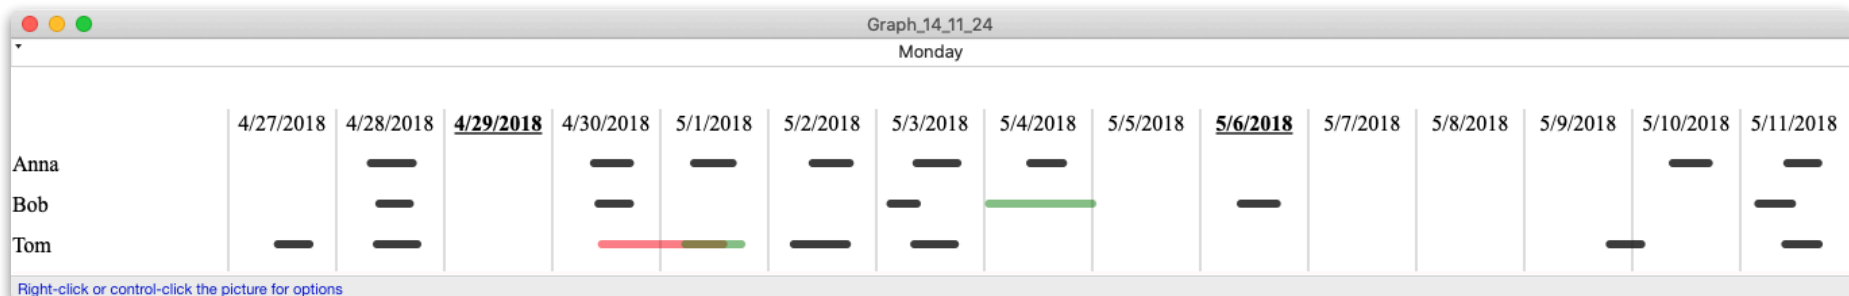 Graph_14_11_24
Monday
4/27/2018 4/28/2018 4/29/2018 4/30/2018 5/1/2018 5/2/2018 5/3/2018 5/4/2018 5/5/2018 5/6/2018 5/7/2018 5/8/2018 5/9/2018 5/10/2018 5/11/2018
Anna
Bob
Tom
Right-click or control-click the picture for options